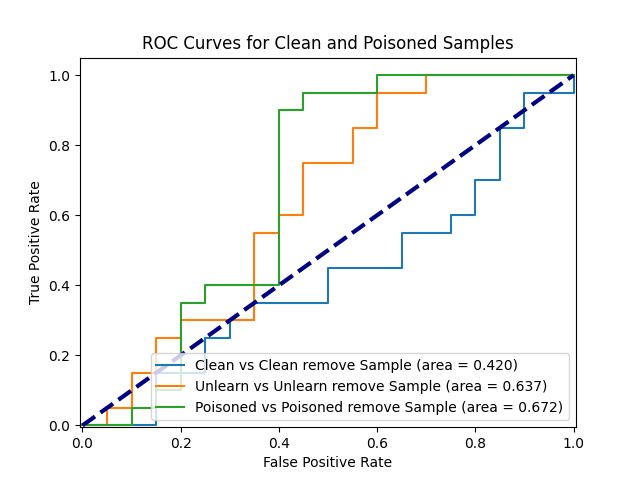 ROC Curves for Clean and Poisoned Samples
True Positive Rate
1.0
0.8
0.6
0.4
0.2
0.0
Clean vs Clean remove Sample (area = 0.420)
Unlearn vs Unlearn remove Sample (area = 0.637)
Poisoned vs Poisoned remove Sample (area = 0.672)
0.0 0.2 0.4 0.6 0.8 1.0
False Positive Rate